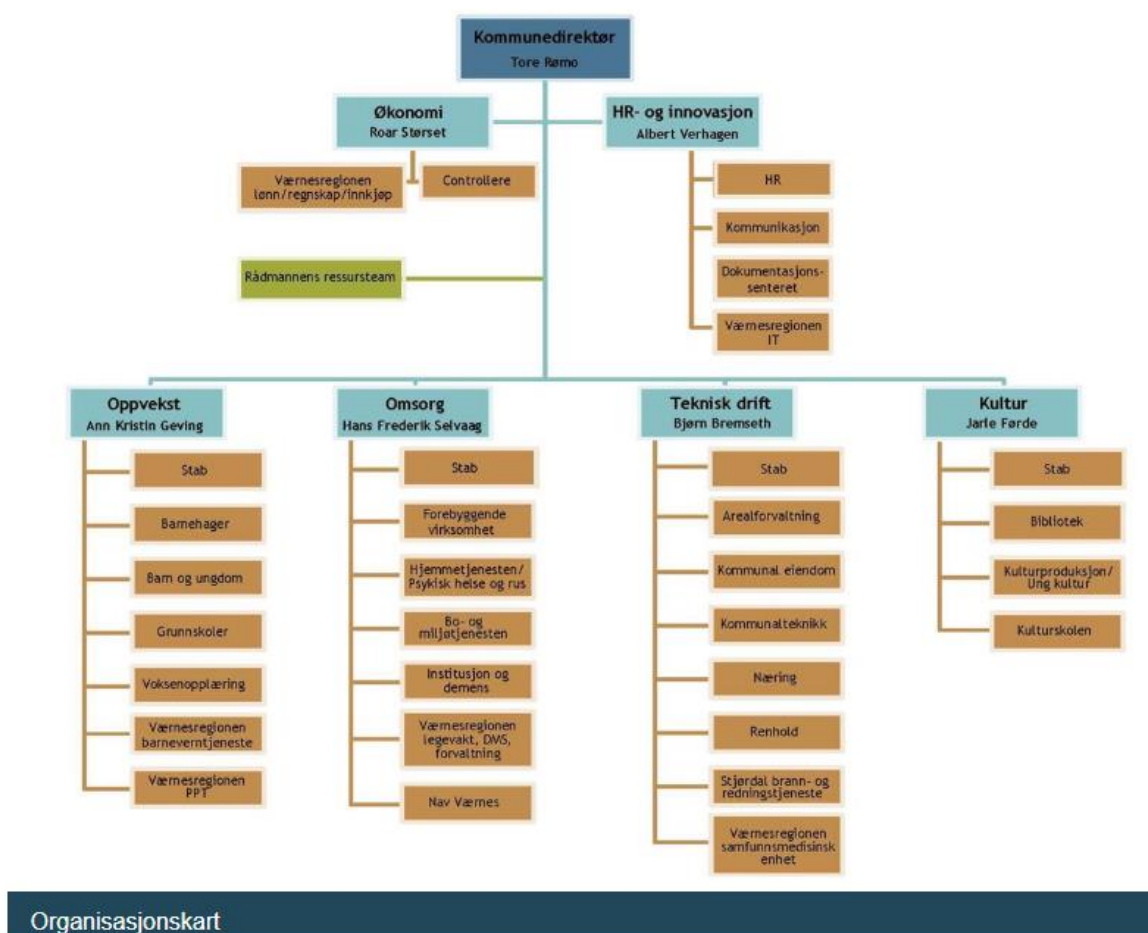 Kommunedirektør
Tore Rømo
Økonomi
Roar Størset
HR- og innovasjon
Albert Verhagen
Værnesregionen
lønn/regnskap/innkjøp
Controllere
HR
Kommunikasjon
Dokumentasjons-
senteret
Værnesregionen
IT
Rådmannens ressursteam
Oppvekst
Ann Kristin Geving
Stab
Barnehager
Barn og ungdom
Grunnskoler
Voksenopplæring
Værnesregionen
barneverntjeneste
Værnesregionen
PPT
Omsorg
Hans Frederik Selvaag
Stab
Forebyggende
virksomhet
Hjemmetjenesten/
Psykisk helse og rus
Bo- og
miljøtjenesten
Institusjon og
demens
Værnesregionen
legevakt, DMS,
forvaltning
Nav Værnes
Teknisk drift
Bjørn Bremseth
Stab
Arealforvaltning
Kommunal eiendom
Kommunalteknikk
Næring
Renhold
Stjørdal brann- og
redningstjeneste
Værnesregionen
samfunnsmedisinsk
enhet
Kultur
Jarle Førde
Stab
Bibliotek
Kulturproduksjon/
Ung kultur
Kulturskolen
Organisasjonskart